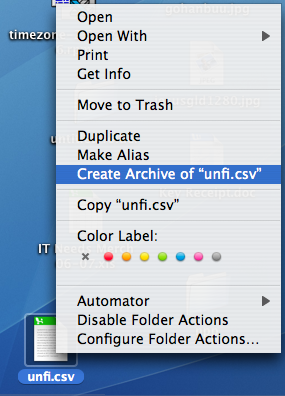 Open
timezone
Open With
Print
Get Info
Move to Trash
Duplicate
Make Alias
Create Archive of “unfi.csv”
Copy “unfi.csv”
Color Label:
IT
Automator
Disable Folder Actions
Configure Folder Actions...
unfi.csv